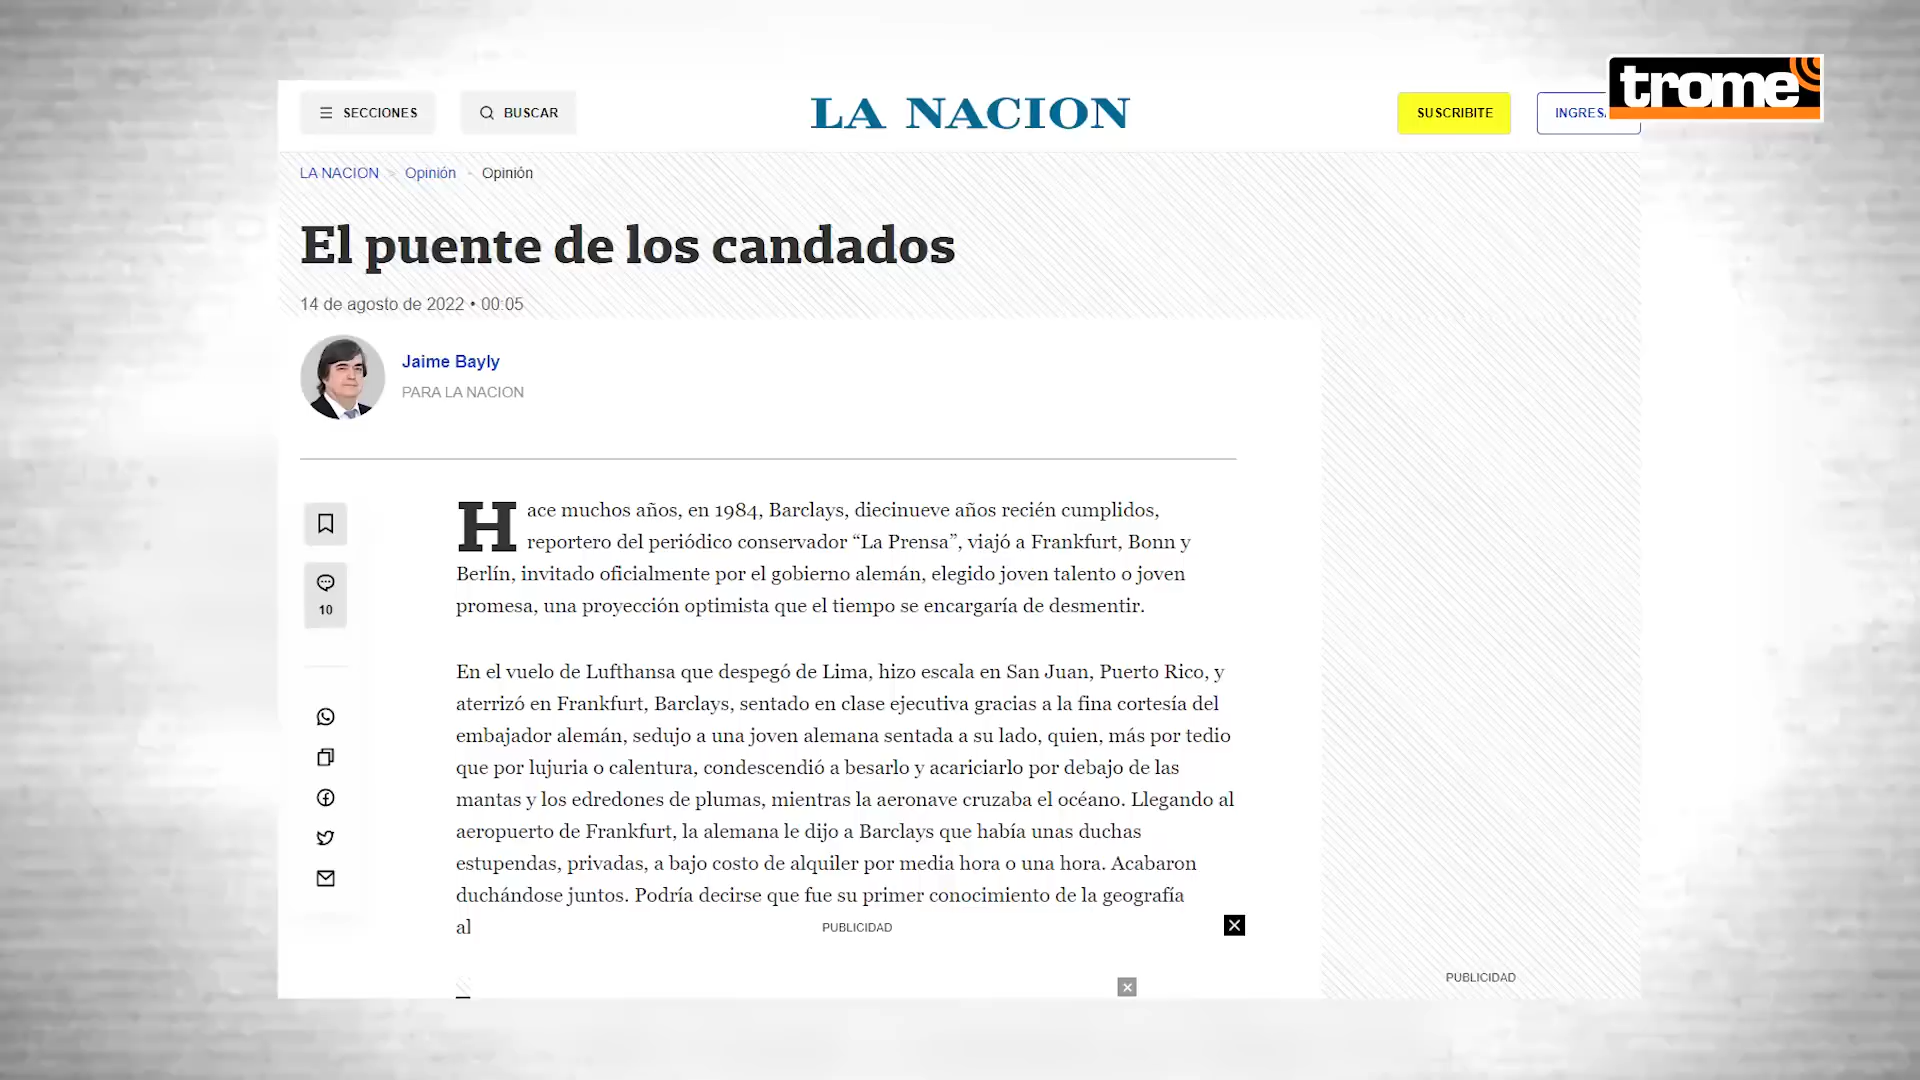 trome
SECCIONES
BUSCAR
LA NACION
SUSCRIBITE
LA NACION > Opinión - Opinión
El puente de los candados
14 de agosto de 2022 • 00:05
Jaime Bayly
PARA LA NACION
Hace muchos años, en 1984, Barclays, diecinueve años recién cumplidos,
reportero del periódico conservador “La Prensa”, viajó a Frankfurt, Bonn y
Berlín, invitado oficialmente por el gobierno alemán, elegido joven talento o joven
promesa, una proyección optimista que el tiempo se encargaría de desmentir.
10
En el vuelo de Lufthansa que despegó de Lima, hizo escala en San Juan, Puerto Rico, y
aterrizó en Frankfurt, Barclays, sentado en clase ejecutiva gracias a la fina cortesía del
embajador alemán, sedujo a una joven alemana sentada a su lado, quien, más por tedio
que por lujuria o calentura, condescendió a besarlo y acariciarlo por debajo de las
mantas y los edredones de plumas, mientras la aeronave cruzaba el océano. Llegando al
aeropuerto de Frankfurt, la alemana le dijo a Barclays que había unas duchas
estupendas, privadas, a bajo costo de alquiler por media hora o una hora. Acabaron
duchándose juntos. Podría decirse que fue su primer conocimiento de la geografía
al
PUBLICIDAD
PUBLICIDAD